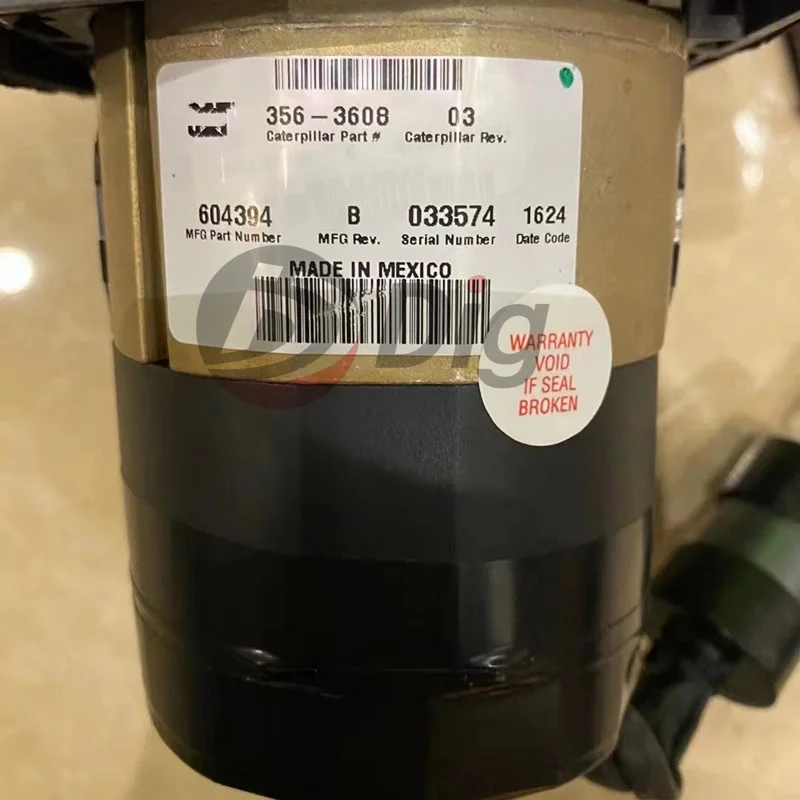 356-3608 03
Caterpillar Part # Caterpillar Rev.
604394 B 033574 1624
MFG Part Number MFG Rev. Serial Number Date Code
MADE IN MEXICO
Dig
WARRANTY
VOID
IF SEAL
BROKEN